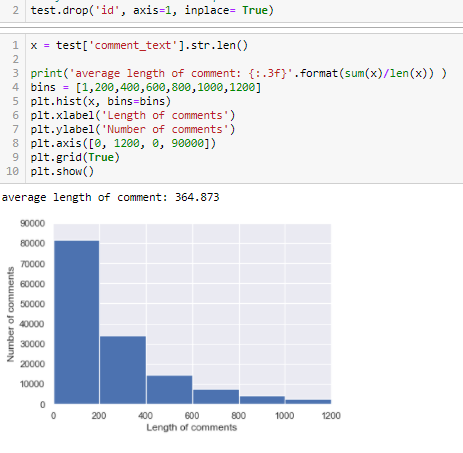 2 test.drop('id', axis=1, inplace= True)
1 x = test['comment_text'].str.len()
2
3 print('average length of comment: {:.3f}'.format(sum(x)/len(x)) )
4 bins = [1,200,400,600,800,1000,1200]
5 plt.hist(x, bins=bins)
6 plt.xlabel('Length of comments')
7 plt.ylabel('Number of comments')
8 plt.axis([0, 1200, 0, 90000])
9 plt.grid(True)
10 plt.show()
average length of comment: 364.873
90000
80000
70000
60000
50000
40000
30000
20000
10000
0
Number of comments
0 200 400 600 800 1000 1200
Length of comments